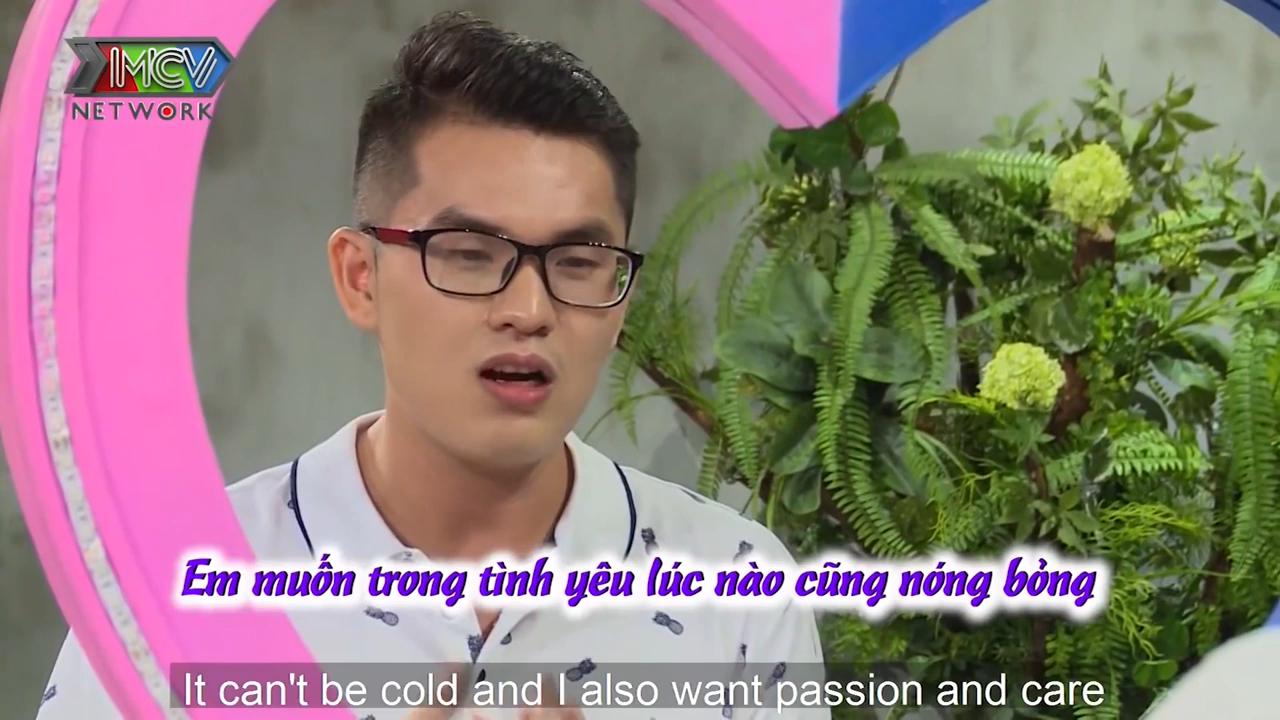 MCV
NETWORK
Em muốn trong tình yêu lúc nào cũng nóng bỏng
It can't be cold and I also want passion and care